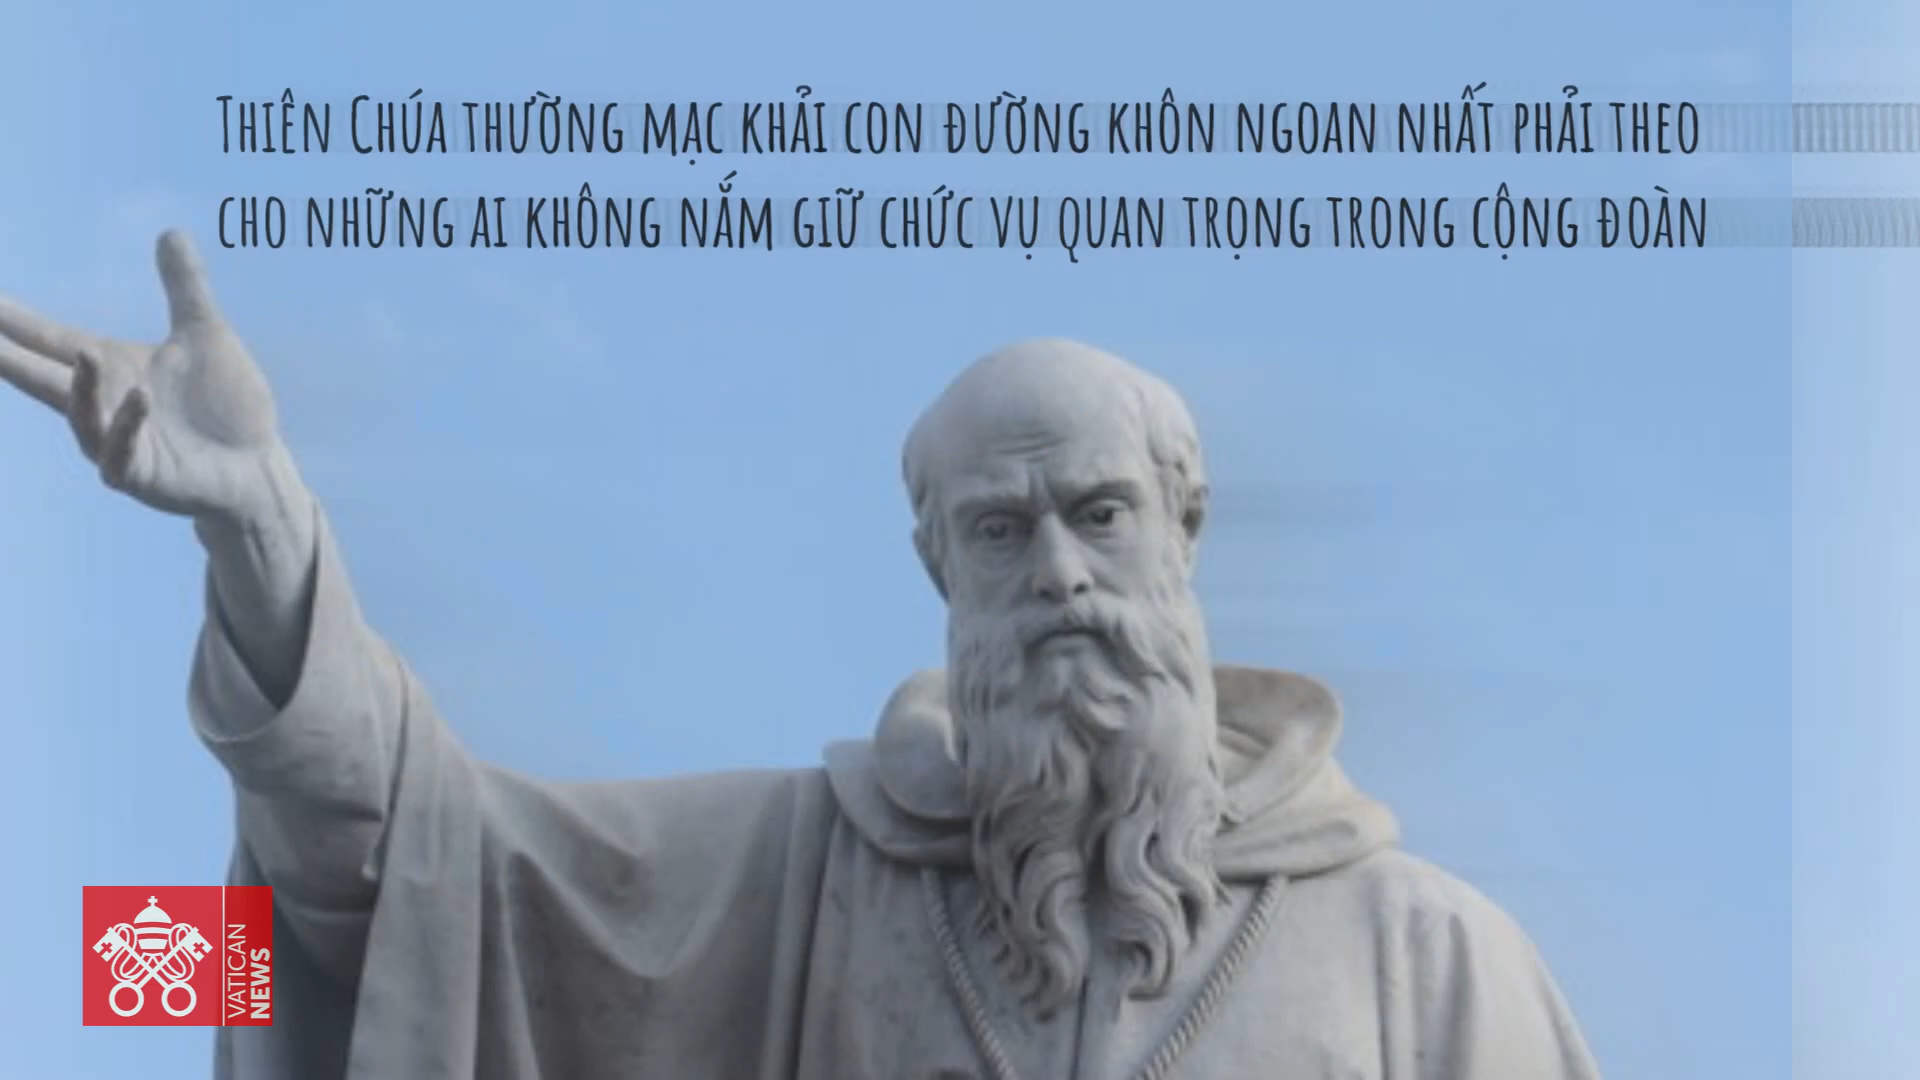 Thiên Chúa thường mạc khải con đường khôn ngoan nhất phải theo
cho những ai không nắm giữ chức vụ quan trọng trong cộng đoàn
VATICAN
NEWS